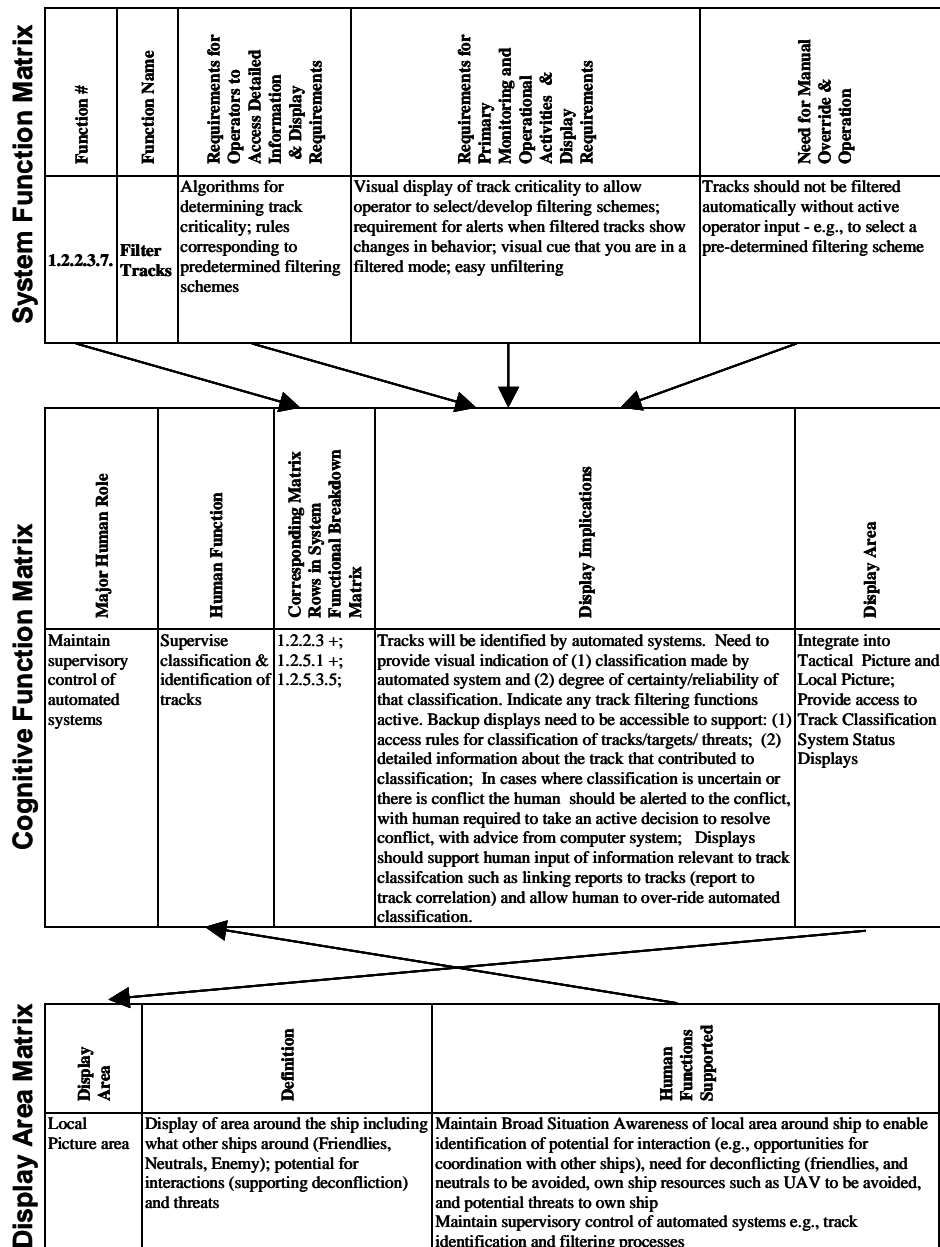 System Function Matrix
Function #
Function Name
Requirements for
Operators to
Access Detailed
Information
& Display
Requirements
Requirements for
Primary
Monitoring and
Operational
Activities &
Display
Requirements
Need for Manual
Override &
Operation
1.2.2.3.7.
Filter
Tracks
Algorithms for
determining track
criticality; rules
corresponding to
predetermined filtering
schemes
Visual display of track criticality to allow
operator to select/develop filtering schemes;
requirement for alerts when filtered tracks show
changes in behavior; visual cue that you are in a
filtered mode; easy unfiltering
Tracks should not be filtered
automatically without active
operator input - e.g., to select a
pre-determined filtering scheme
Cognitive Function Matrix
Major Human Role
Human Function
Corresponding Matrix
Rows in System
Functional Breakdown
Matrix
Display Implications
Display Area
Maintain
supervisory
control of
automated
systems
Supervise
classification &
identification of
tracks
1.2.2.3 +;
1.2.5.1 +;
1.2.5.3.5;
Tracks will be identified by automated systems. Need to
provide visual indication of (1) classification made by
automated system and (2) degree of certainty/reliability of
that classification. Indicate any track filtering functions
active. Backup displays need to be accessible to support: (1)
access rules for classification of tracks/targets/ threats; (2)
detailed information about the track that contributed to
classification; In cases where classification is uncertain or
there is conflict the human should be alerted to the conflict,
with human required to take an active decision to resolve
conflict, with advice from computer system; Displays
should support human input of information relevant to track
classifcation such as linking reports to tracks (report to
track correlation) and allow human to over-ride automated
classification.
Integrate into
Tactical Picture and
Local Picture;
Provide access to
Track Classification
System Status
Displays
Display Area Matrix
Display
Area
Definition
Human
Functions
Supported
Local
Picture area
Display of area around the ship including
what other ships around (Friendlies,
Neutrals, Enemy); potential for
interactions (supporting deconfliction)
and threats
Maintain Broad Situation Awareness of local area around ship to enable
identification of potential for interaction (e.g., opportunities for
coordination with other ships), need for deconflicting (friendlies, and
neutrals to be avoided, own ship resources such as UAV to be avoided,
and potential threats to own ship
Maintain supervisory control of automated systems e.g., track
identification and filtering processes